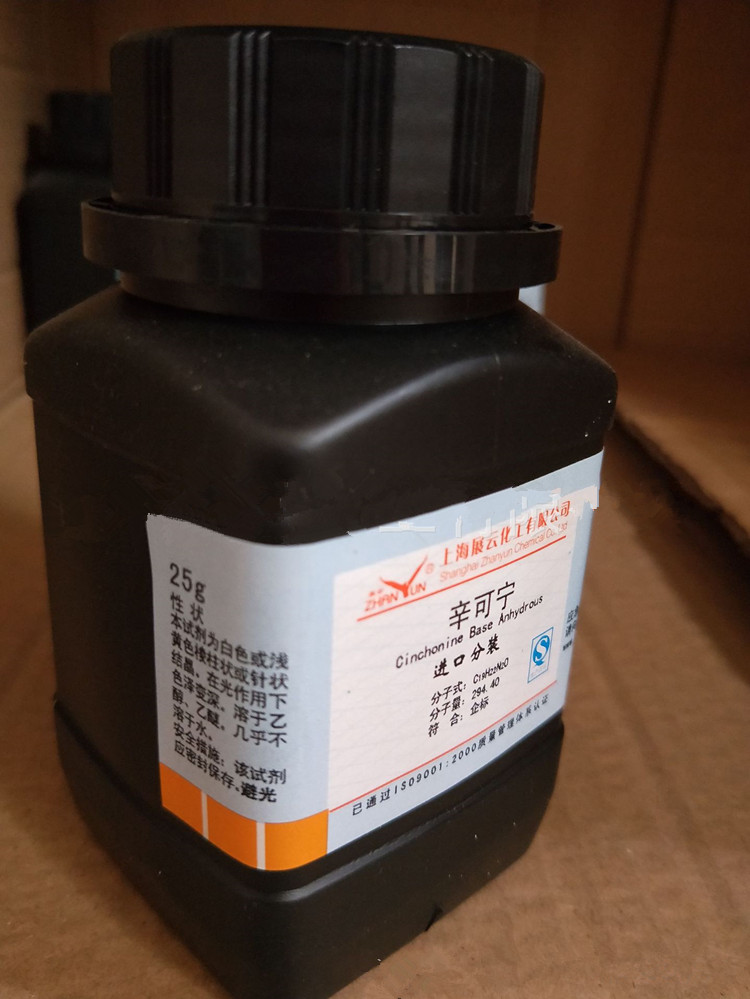 25g
性 状
本试剂为白色或浅
黄色棱柱状或针状
结晶，在光作用下
色泽变深。溶于乙
醇、乙醚，几乎不
溶于水。
安全措施：该试剂
应密封保存、避光
ZHANYUN®
上海展云化工有限公司
Shanghai Zhanyun Chemical Co.,Ltd
辛可宁
Cinchonine Base Anhydrous
进口分装
分子式：C19H22N2O
分子量：294.40
符 合：企标
已通过ISO9001:2000质量管理体系认证